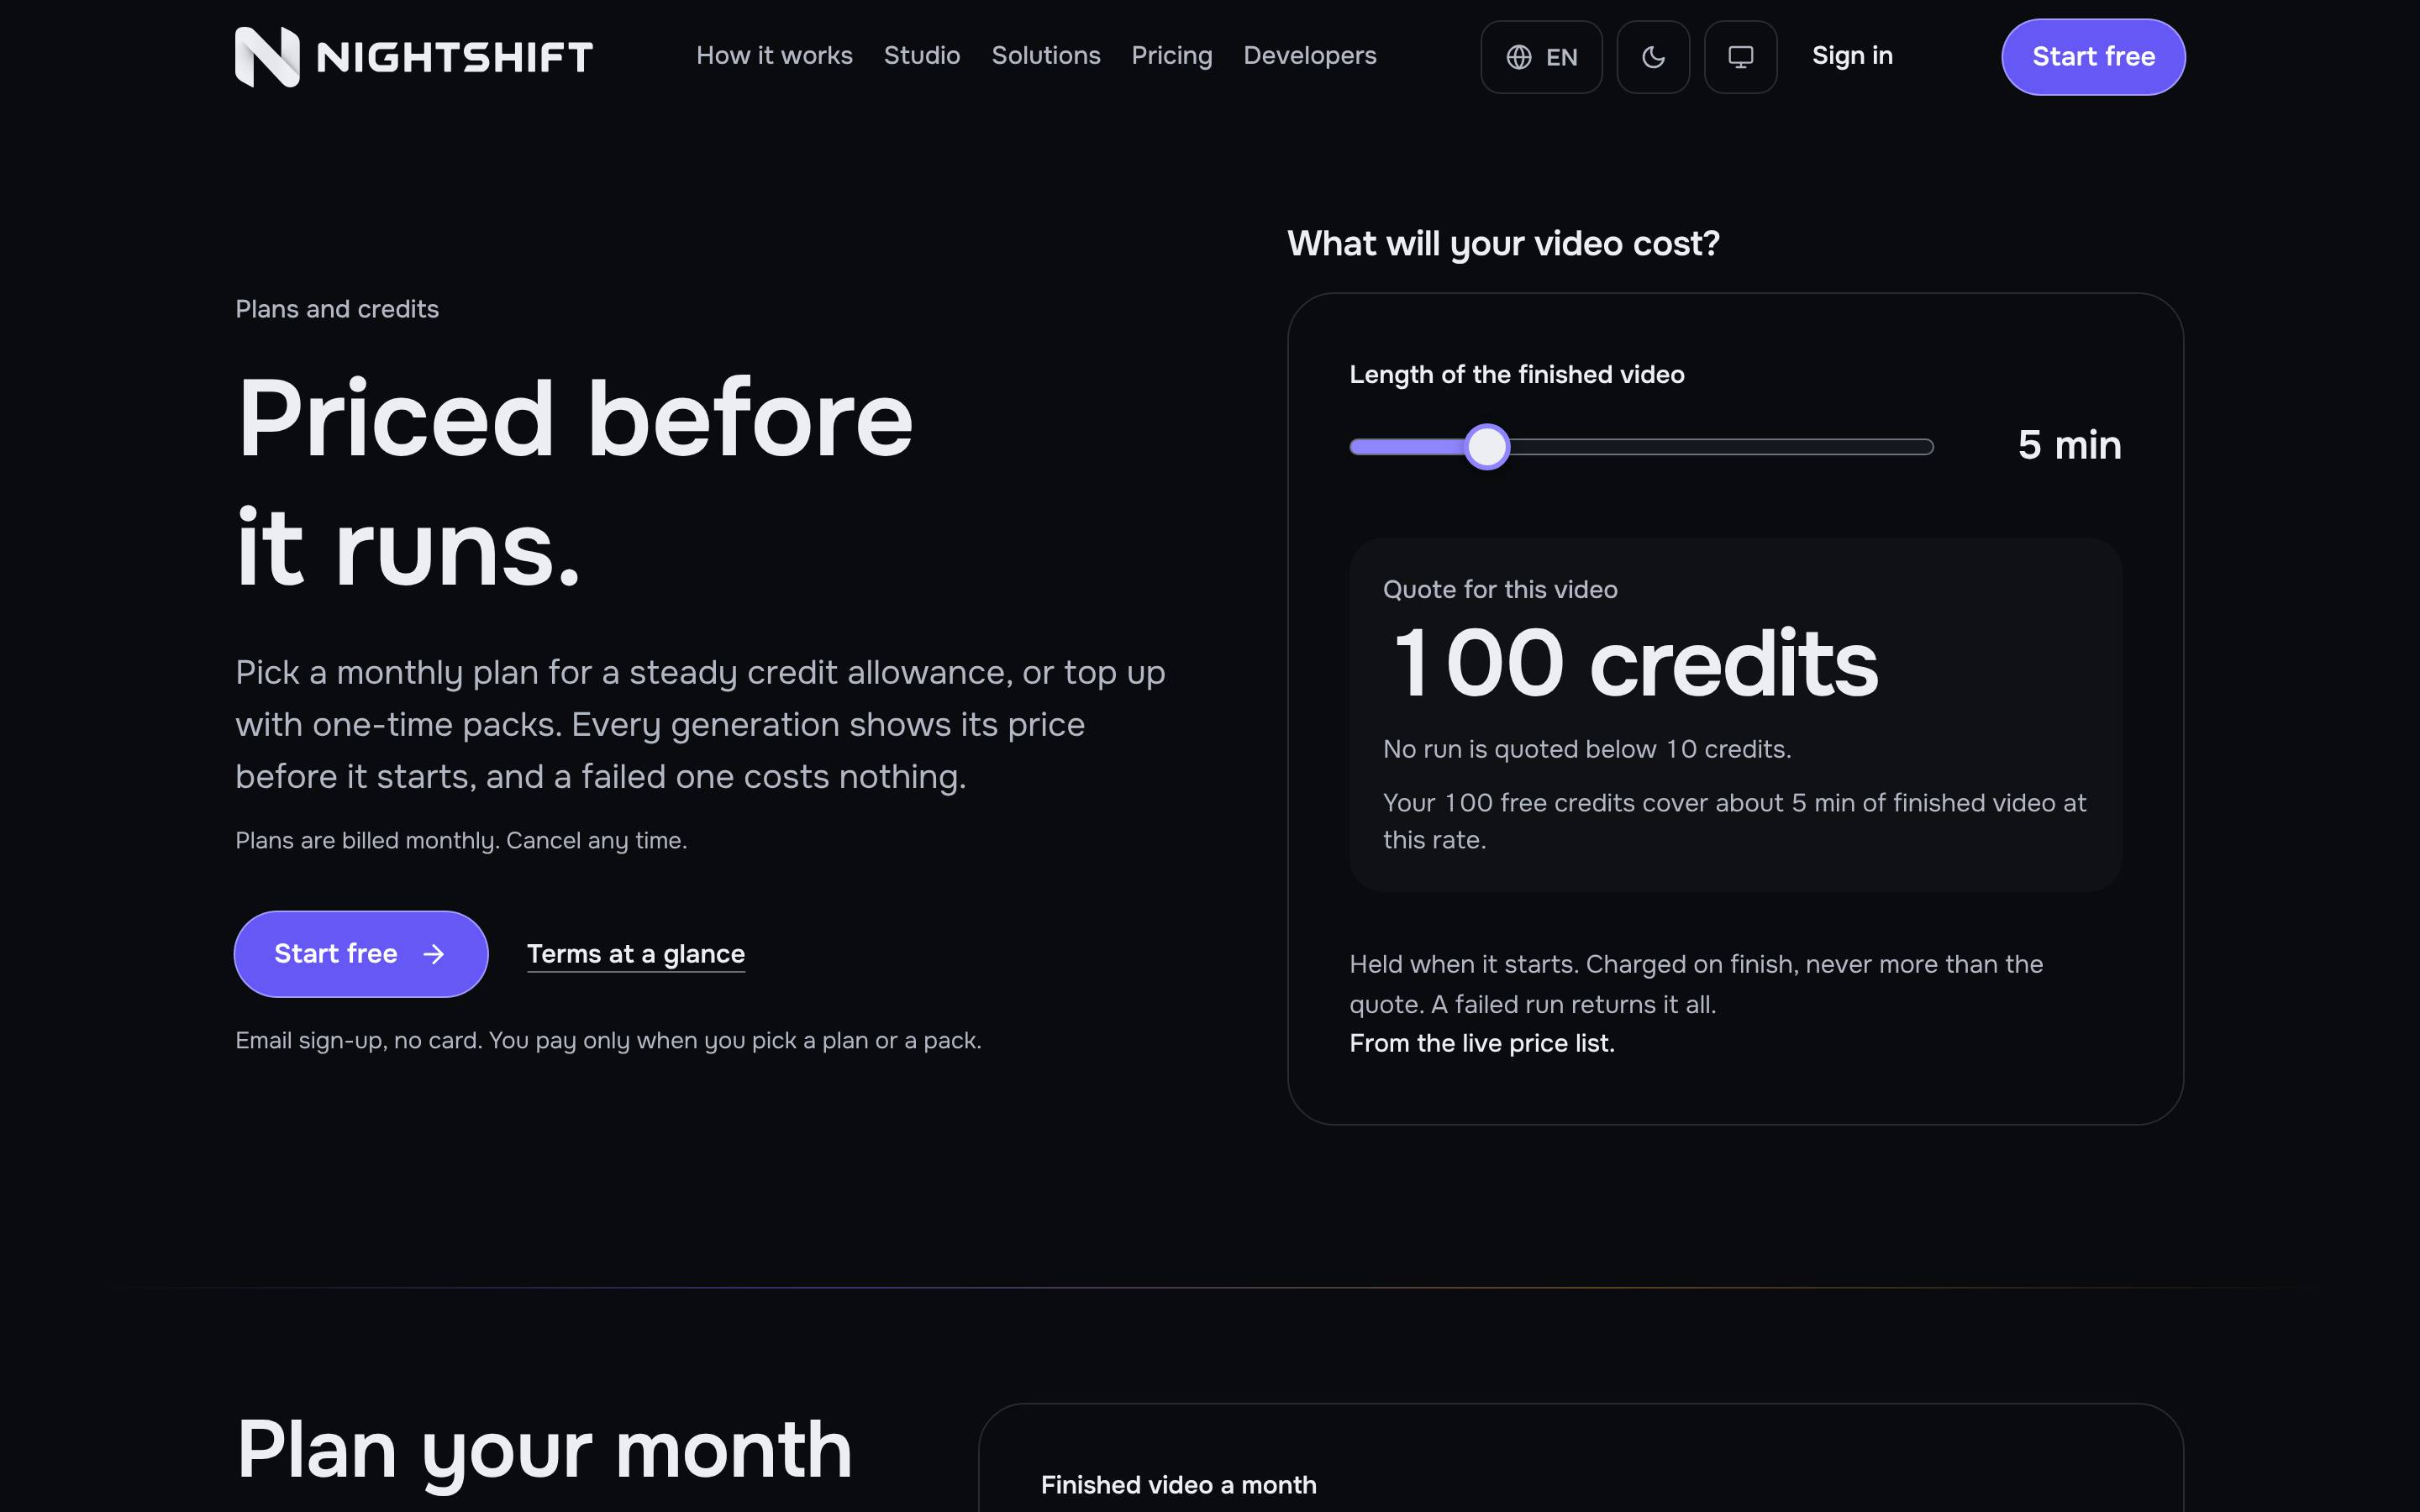 NIGHTSHIFT
How it works
Studio
Solutions
Pricing
Developers
EN
Sign in
Start free
Plans and credits
Priced before
it runs.
Pick a monthly plan for a steady credit allowance, or top up
with one-time packs. Every generation shows its price
before it starts, and a failed one costs nothing.
Plans are billed monthly. Cancel any time.
Start free
Terms at a glance
Email sign-up, no card. You pay only when you pick a plan or a pack.
What will your video cost?
Length of the finished video
5 min
Quote for this video
100 credits
No run is quoted below 10 credits.
Your 100 free credits cover about 5 min of finished video at
this rate.
Held when it starts. Charged on finish, never more than the
quote. A failed run returns it all.
From the live price list.
Plan your month
Finished video a month